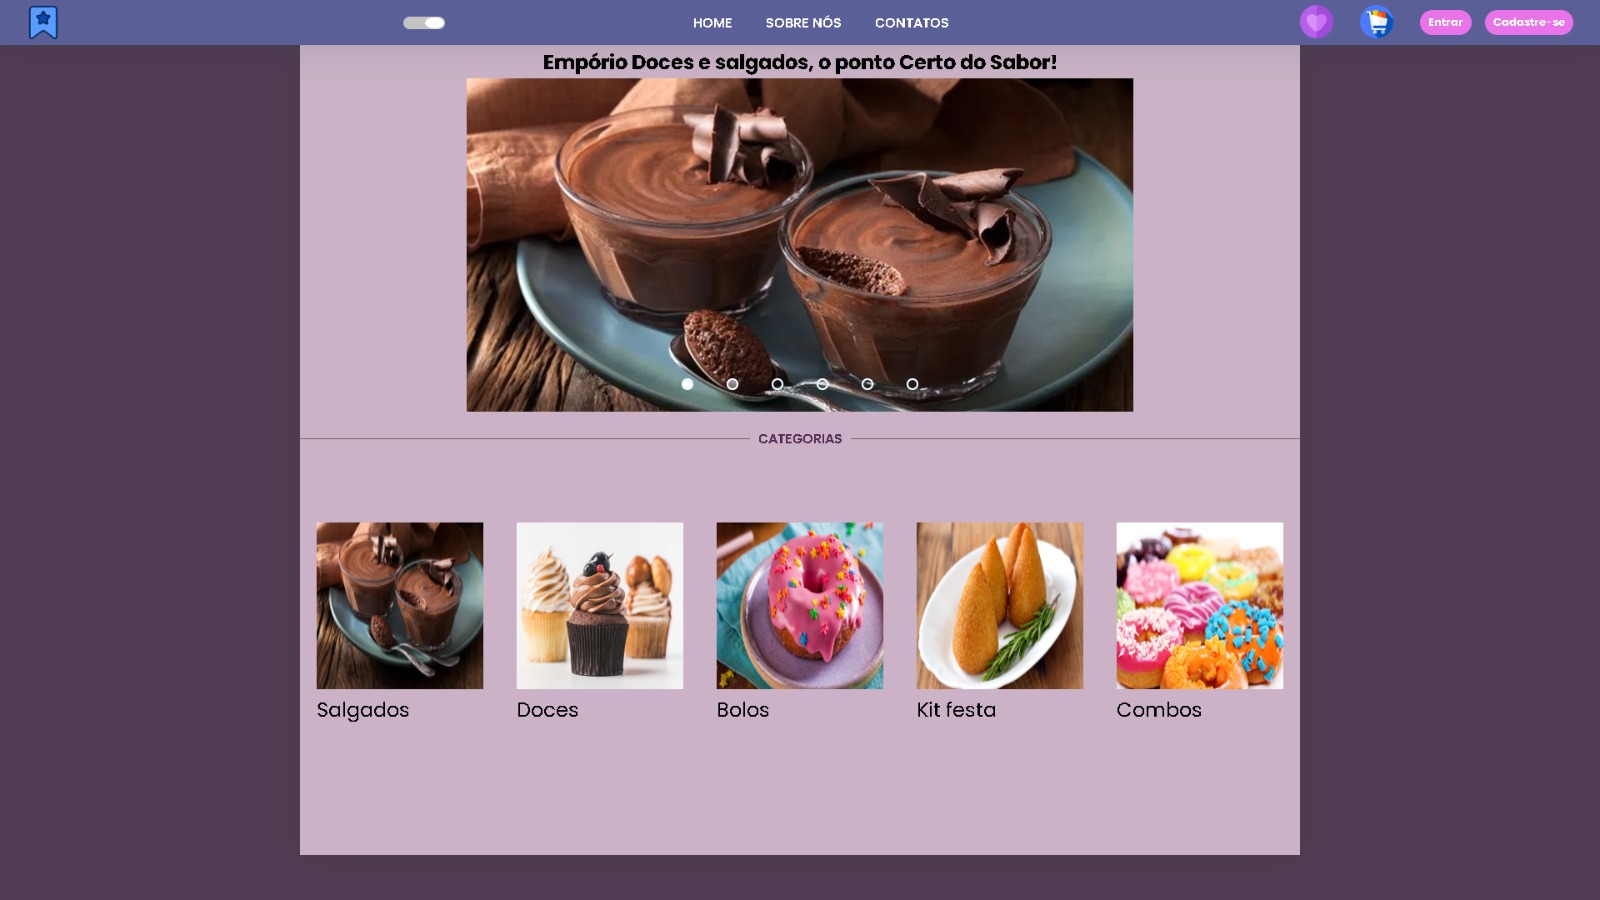 HOME SOBRE NÓS CONTATOS Entrar Cadastre-se
Empório Doces e salgados, o ponto Certo do Sabor!
CATEGORIAS
Salgados Doces Bolos Kit festa Combos